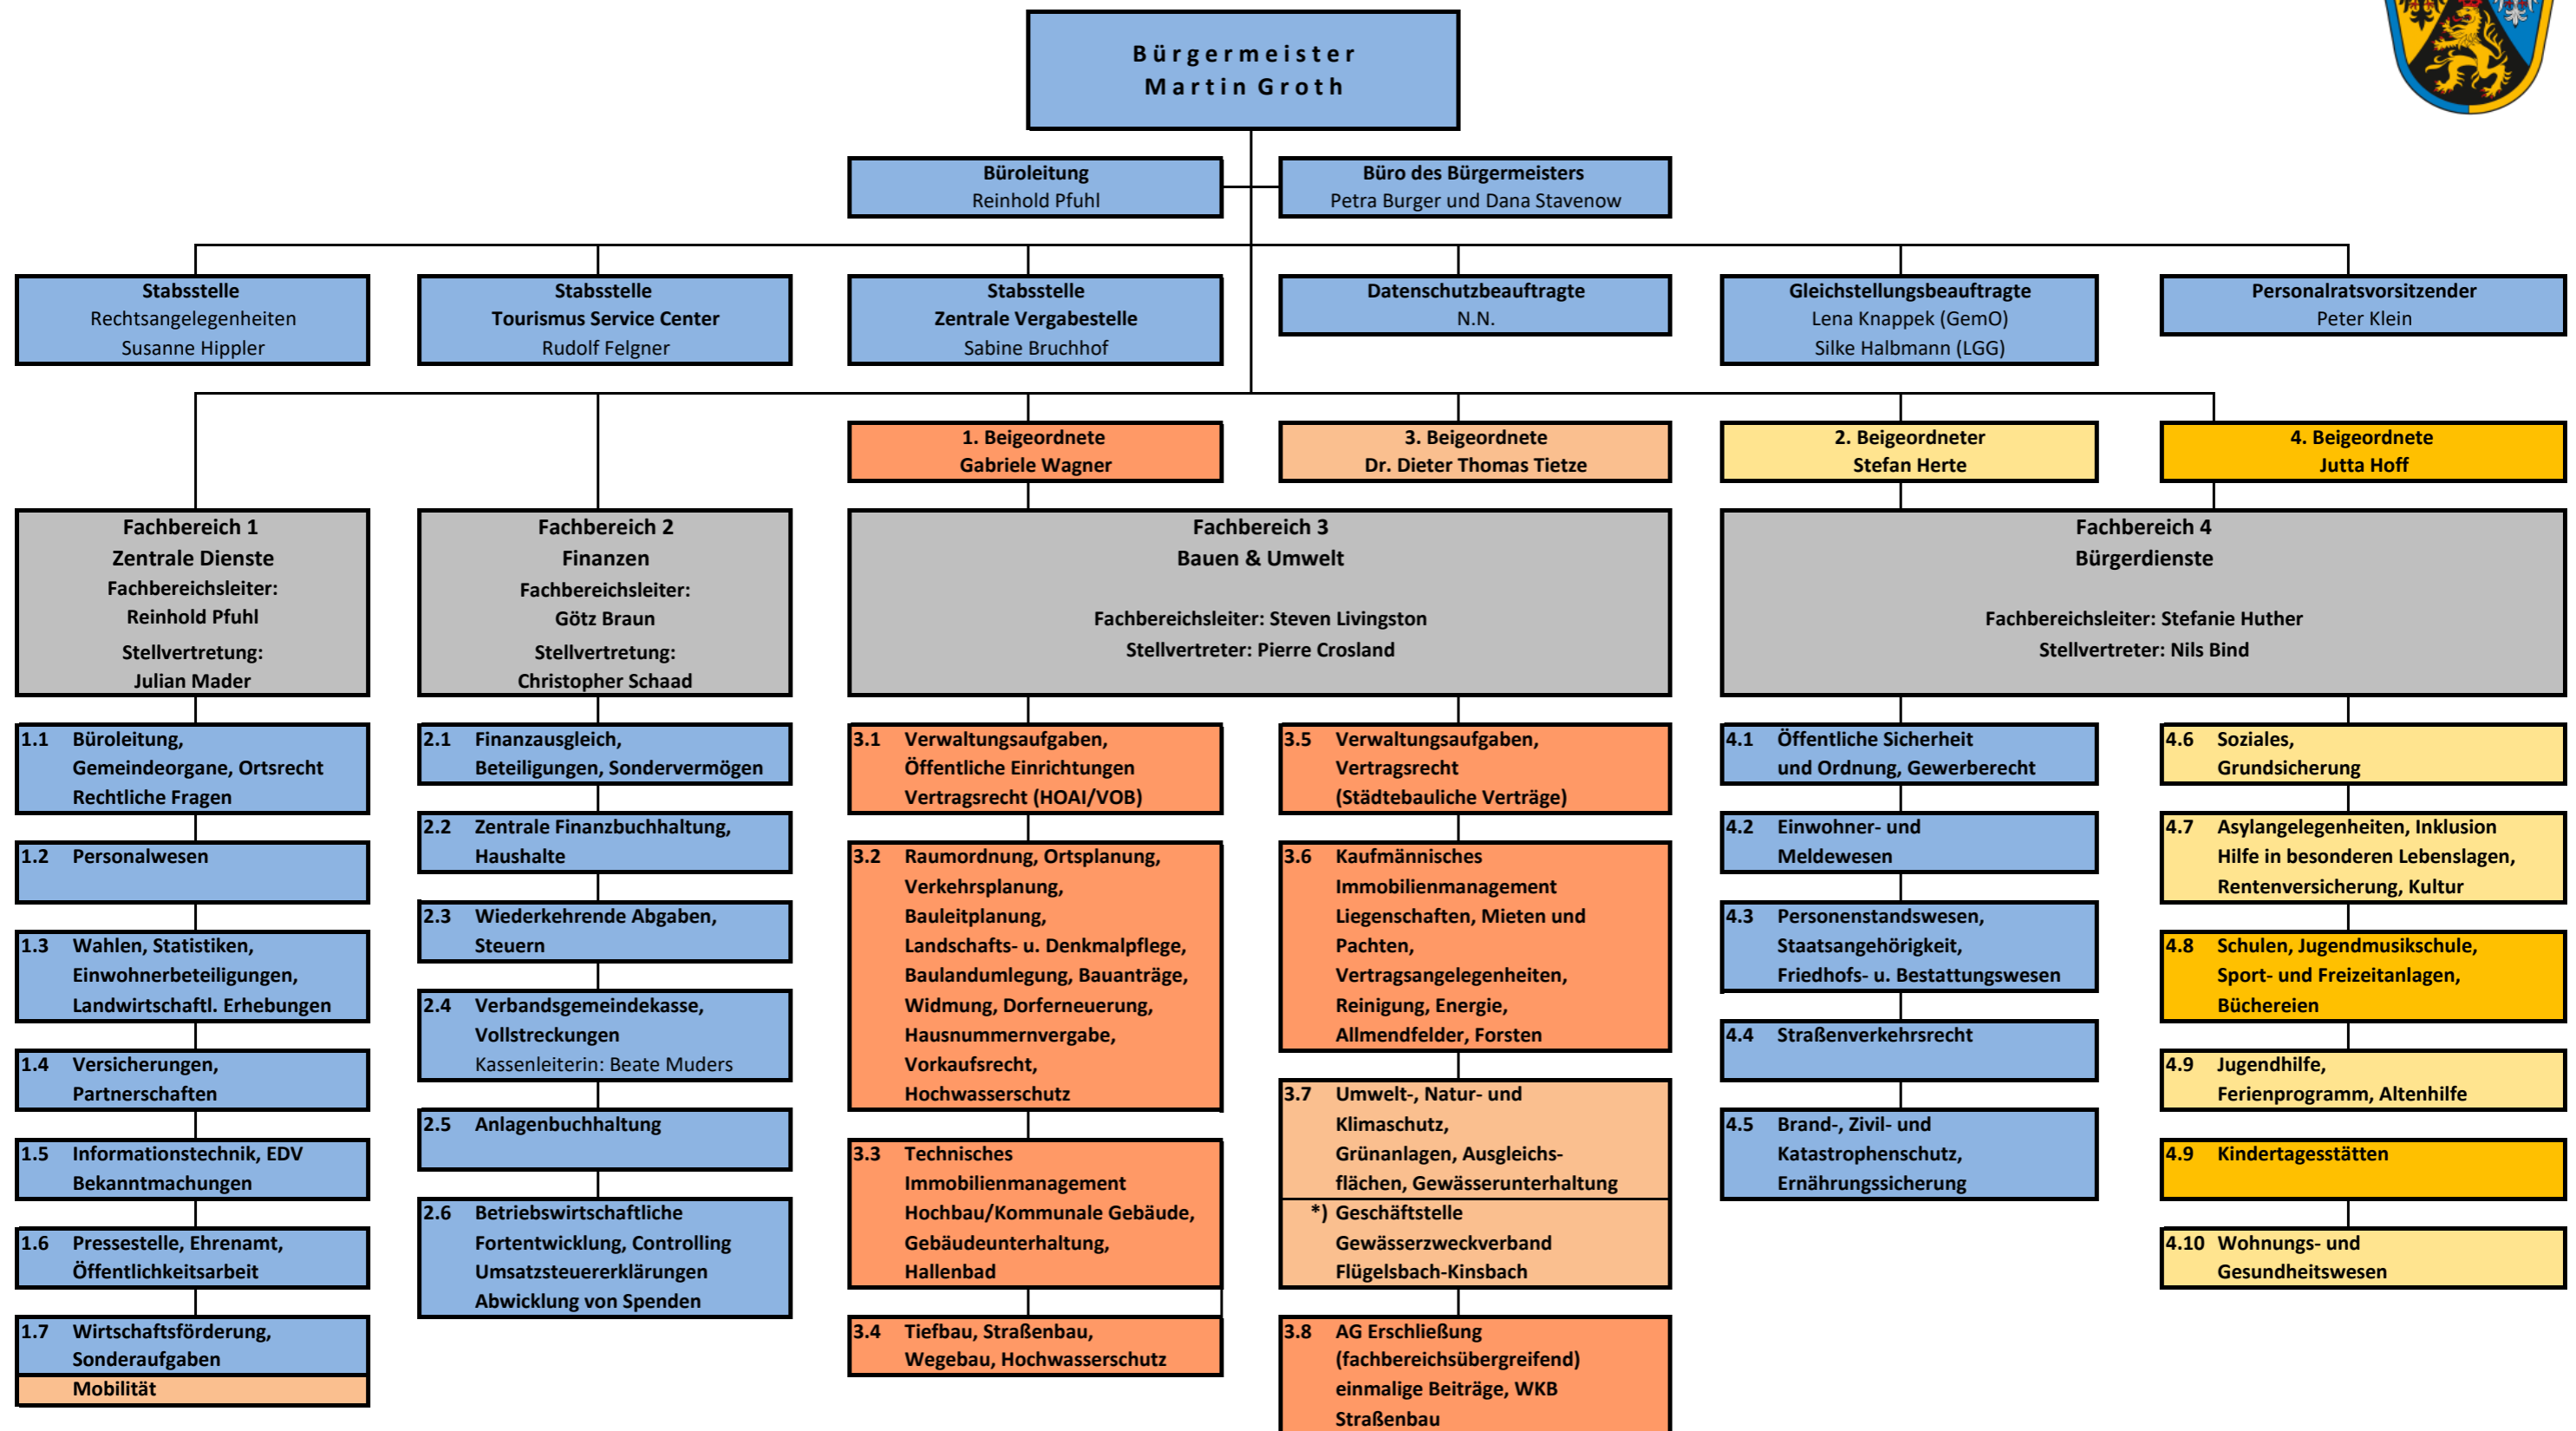 Bürgermeister
Martin Groth
Büroleitung
Reinhold Pfuhl
Büro des Bürgermeisters
Petra Burger und Dana Stavenow
Stabsstelle
Rechtsangelegenheiten
Susanne Hippler
Stabsstelle
Tourismus Service Center
Rudolf Felgner
Stabsstelle
Zentrale Vergabestelle
Sabine Bruchhof
Datenschutzbeauftragte
N.N.
Gleichstellungsbeauftragte
Lena Knappek (GemO)
Silke Halbmann (LGG)
Personalratsvorsitzender
Peter Klein
1. Beigeordnete
Gabriele Wagner
3. Beigeordnete
Dr. Dieter Thomas Tietze
2. Beigeordneter
Stefan Herte
4. Beigeordnete
Jutta Hoff
Fachbereich 1
Zentrale Dienste
Fachbereichsleiter:
Reinhold Pfuhl
Stellvertretung:
Julian Mader
Fachbereich 2
Finanzen
Fachbereichsleiter:
Götz Braun
Stellvertretung:
Christopher Schaad
Fachbereich 3
Bauen & Umwelt
Fachbereichsleiter: Steven Livingston
Stellvertreter: Pierre Crosland
Fachbereich 4
Bürgerdienste
Fachbereichsleiter: Stefanie Huther
Stellvertreter: Nils Bind
1.1 Büroleitung,
Gemeindeorgane, Ortsrecht
Rechtliche Fragen
1.2 Personalwesen
1.3 Wahlen, Statistiken,
Einwohnerbeteiligungen,
Landwirtschaftl. Erhebungen
1.4 Versicherungen,
Partnerschaften
1.5 Informationstechnik, EDV
Bekanntmachungen
1.6 Pressestelle, Ehrenamt,
Öffentlichkeitsarbeit
1.7 Wirtschaftsförderung,
Sonderaufgaben
Mobilität
2.1 Finanzausgleich,
Beteiligungen, Sondervermögen
2.2 Zentrale Finanzbuchhaltung,
Haushalte
2.3 Wiederkehrende Abgaben,
Steuern
2.4 Verbandsgemeindekasse,
Vollstreckungen
Kassenleiterin: Beate Muders
2.5 Anlagenbuchhaltung
2.6 Betriebswirtschaftliche
Fortentwicklung, Controlling
Umsatzsteuererklärungen
Abwicklung von Spenden
3.1 Verwaltungsaufgaben,
Öffentliche Einrichtungen
Vertragsrecht (HOAI/VOB)
3.2 Raumordnung, Ortsplanung,
Verkehrsplanung,
Bauleitplanung,
Landschafts- u. Denkmalpflege,
Baulandumlegung, Bauanträge,
Widmung, Dorferneuerung,
Hausnummernvergabe,
Vorkaufsrecht,
Hochwasserschutz
3.3 Technisches
Immobilienmanagement
Hochbau/Kommunale Gebäude,
Gebäudeunterhaltung,
Hallenbad
3.4 Tiefbau, Straßenbau,
Wegebau, Hochwasserschutz
3.5 Verwaltungsaufgaben,
Vertragsrecht
(Städtebauliche Verträge)
3.6 Kaufmännisches
Immobilienmanagement
Liegenschaften, Mieten und
Pachten,
Vertragsangelegenheiten,
Reinigung, Energie,
Allmendfelder, Forsten
3.7 Umwelt-, Natur- und
Klimaschutz,
Grünanlagen, Ausgleichs-
flächen, Gewässerunterhaltung
*) Geschäftstelle
Gewässerzweckverband
Flügelsbach-Kinsbach
3.8 AG Erschließung
(fachbereichsübergreifend)
einmalige Beiträge, WKB
Straßenbau
4.1 Öffentliche Sicherheit
und Ordnung, Gewerberecht
4.2 Einwohner- und
Meldewesen
4.3 Personenstandswesen,
Staatsangehörigkeit,
Friedhofs- u. Bestattungswesen
4.4 Straßenverkehrsrecht
4.5 Brand-, Zivil- und
Katastrophenschutz,
Ernährungssicherung
4.6 Soziales,
Grundsicherung
4.7 Asylangelegenheiten, Inklusion
Hilfe in besonderen Lebenslagen,
Rentenversicherung, Kultur
4.8 Schulen, Jugendmusikschule,
Sport- und Freizeitanlagen,
Büchereien
4.9 Jugendhilfe,
Ferienprogramm, Altenhilfe
4.9 Kindertagesstätten
4.10 Wohnungs- und
Gesundheitswesen